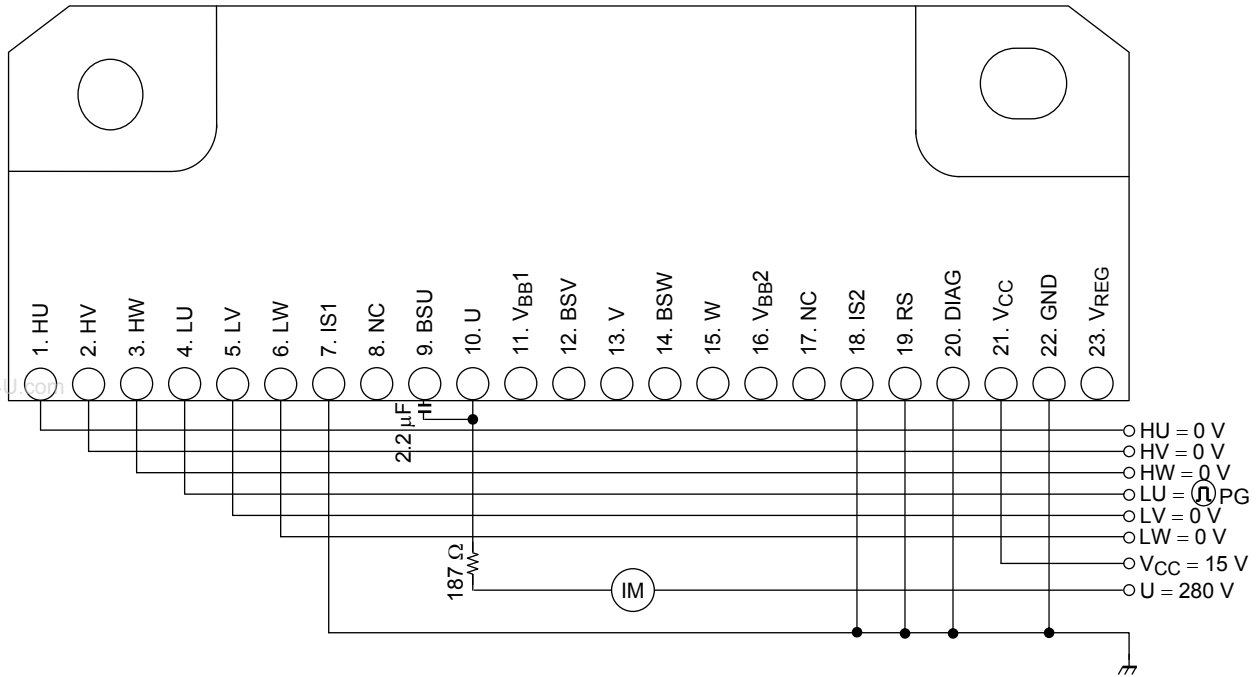 1. HU
2. HV
3. HW
4. LU
5. LV
6. LW
7. IS1
8. NC
9. BSU
10. U
11. VBB1
12. BSV
13. V
14. BSW
15. W
16. VBB2
17. NC
18. IS2
19. RS
20. DIAG
21. VCC
22. GND
23. VREG
U.com
2.2 μF
HU = 0 V
HV = 0 V
HW = 0 V
LU = PG
LV = 0 V
LW = 0 V
VCC = 15 V
187 Ω
IM
U = 280 V